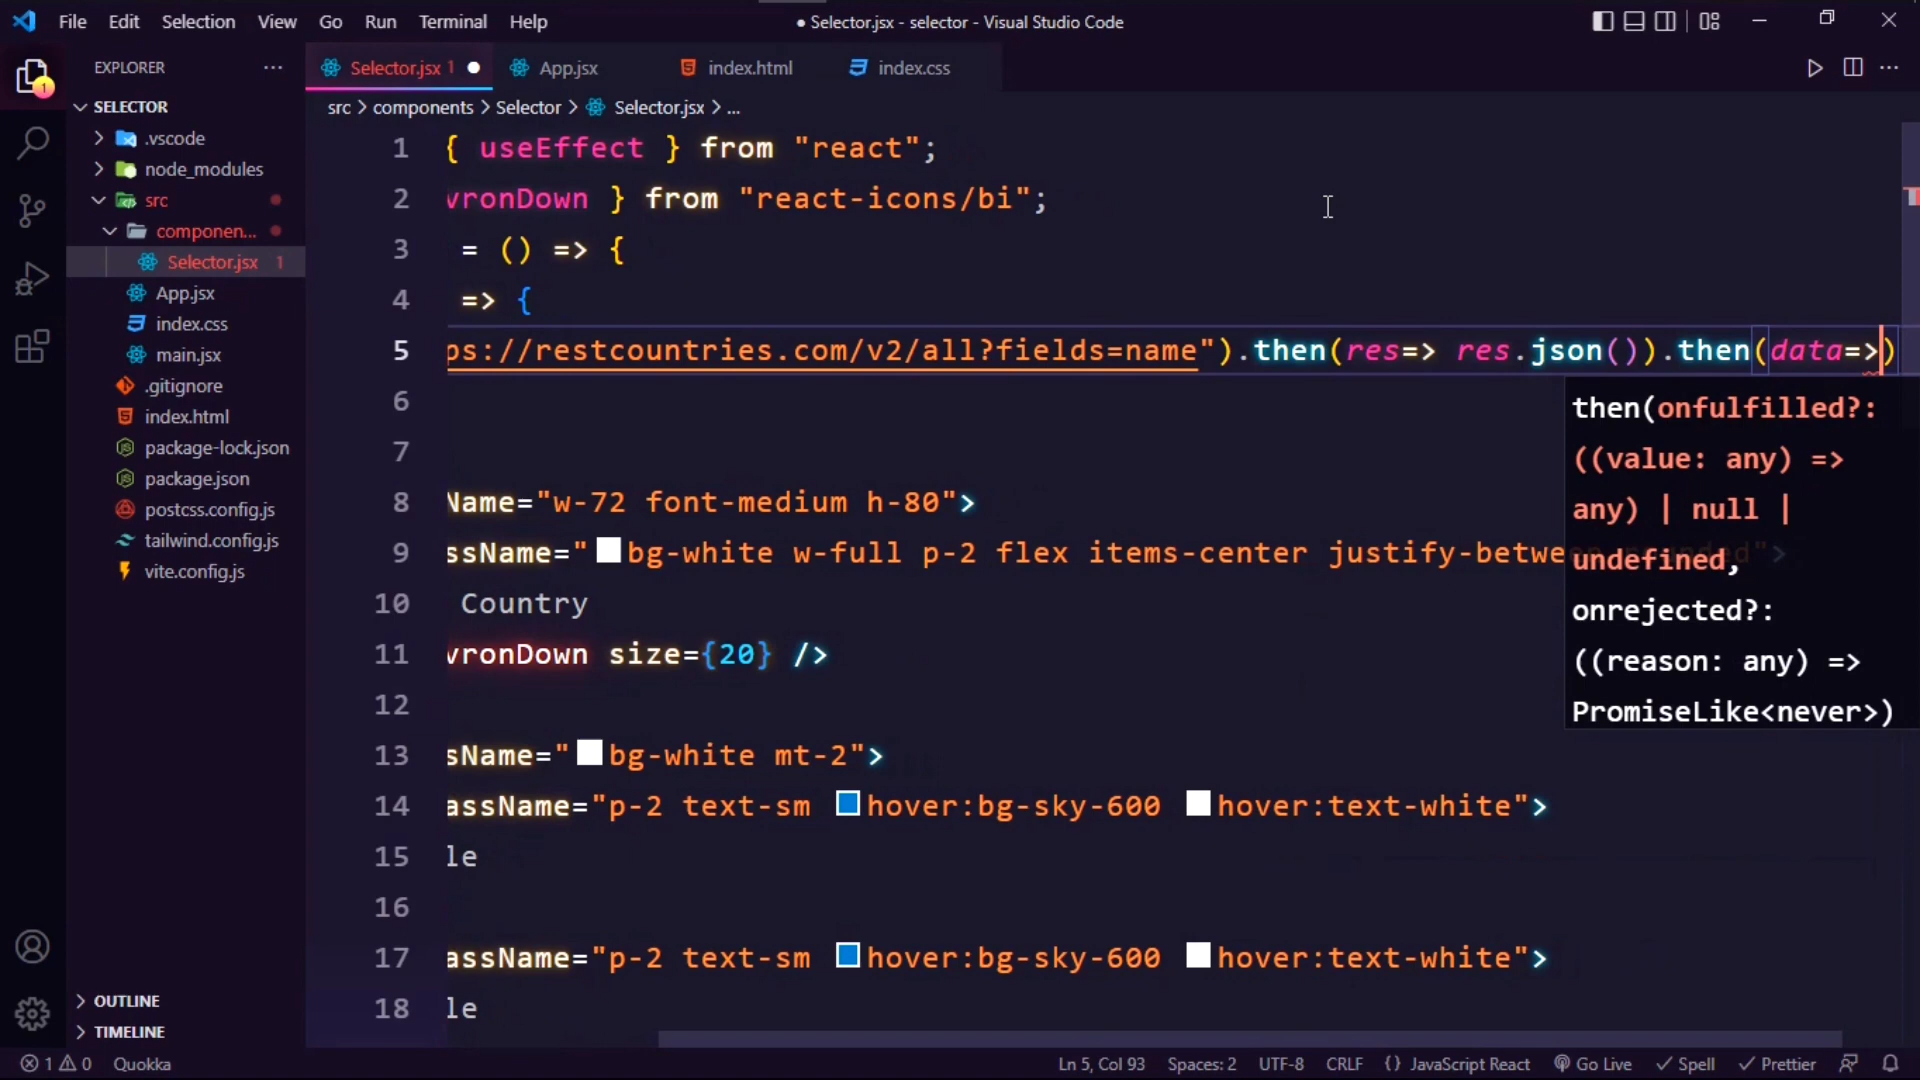 File Edit Selection View Go Run Terminal Help
● Selector.jsx - selector - Visual Studio Code
EXPLORER ...
Selector.jsx 1 ● App.jsx index.html index.css
SELECTOR
src > components > Selector > Selector.jsx > ...
.vscode
node_modules
src
componen...
Selector.jsx 1
App.jsx
index.css
main.jsx
.gitignore
index.html
package-lock.json
package.json
postcss.config.js
tailwind.config.js
vite.config.js
OUTLINE
TIMELINE
1
1 { useEffect } from "react";
2 vronDown } from "react-icons/bi";
3 = () => {
4 => {
5 ps://restcountries.com/v2/all?fields=name").then(res=> res.json()).then(data=>)
6
7
8 Name="w-72 font-medium h-80">
9 ssName="bg-white w-full p-2 flex items-center justify-between rounded">
10 Country
11 vronDown size={20} />
12
13 sName="bg-white mt-2">
14 assName="p-2 text-sm hover:bg-sky-600 hover:text-white">
15 le
16
17 assName="p-2 text-sm hover:bg-sky-600 hover:text-white">
18 le
then(onfulfilled?:
((value: any) =>
any) | null |
undefined,
onrejected?:
((reason: any) =>
PromiseLike<never>)
1 0 Quokka Ln 5, Col 93 Spaces: 2 UTF-8 CRLF {} JavaScript React Go Live Spell Prettier